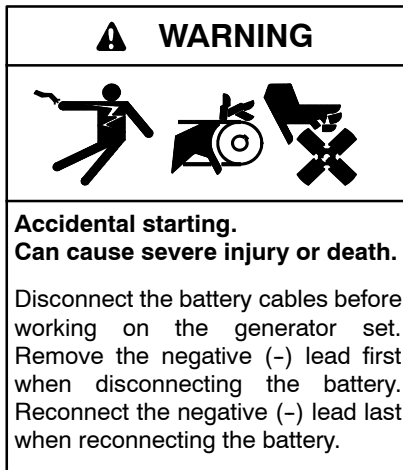 WARNING
Accidental starting.
Can cause severe injury or death.
Disconnect the battery cables before
working on the generator set.
Remove the negative (–) lead first
when disconnecting the battery.
Reconnect the negative (–) lead last
when reconnecting the battery.